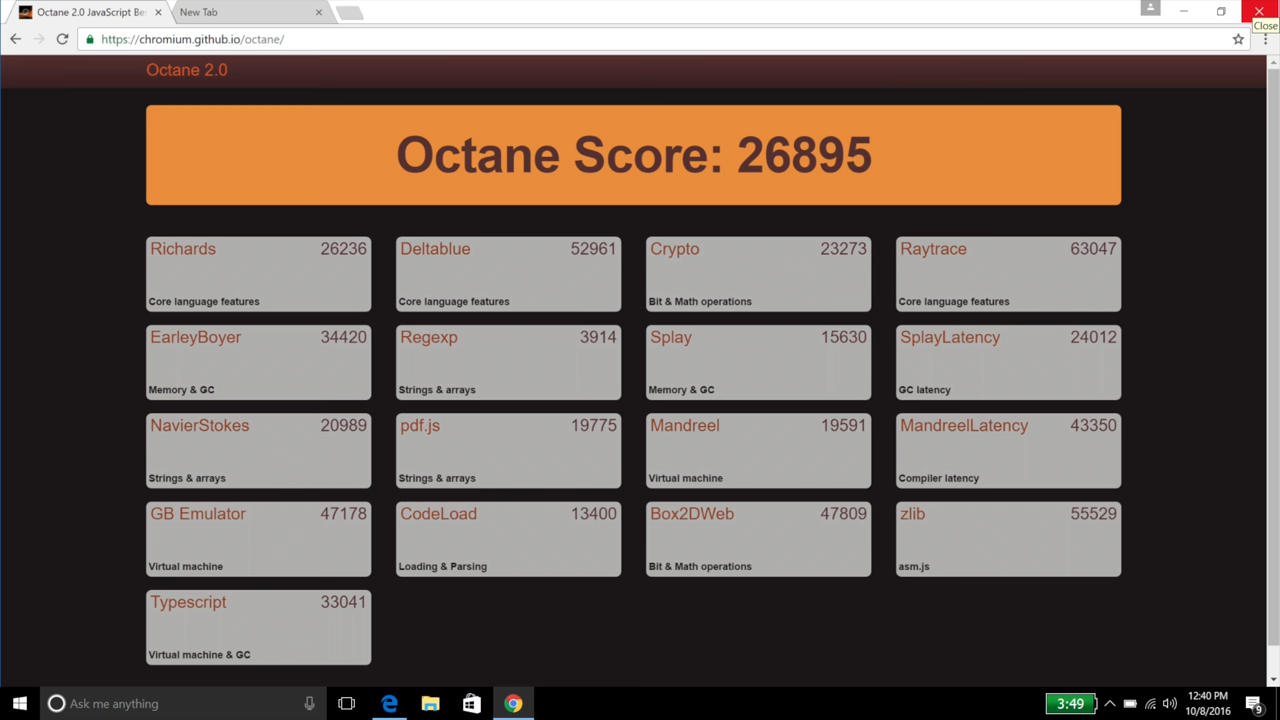 Octane 2.0 JavaScript Be
New Tab
Close
https://chromium.github.io/octane/
Octane 2.0
Octane Score: 26895
Richards 26236
Core language features
Deltablue 52961
Core language features
Crypto 23273
Bit & Math operations
Raytrace 63047
Core language features
EarleyBoyer 34420
Memory & GC
Regexp 3914
Strings & arrays
Splay 15630
Memory & GC
SplayLatency 24012
GC latency
NavierStokes 20989
Strings & arrays
pdf.js 19775
Strings & arrays
Mandreel 19591
Virtual machine
MandreelLatency 43350
Compiler latency
GB Emulator 47178
Virtual machine
CodeLoad 13400
Loading & Parsing
Box2DWeb 47809
Bit & Math operations
zlib 55529
asm.js
Typescript 33041
Virtual machine & GC
Ask me anything
3:49
12:40 PM
10/8/2016
9